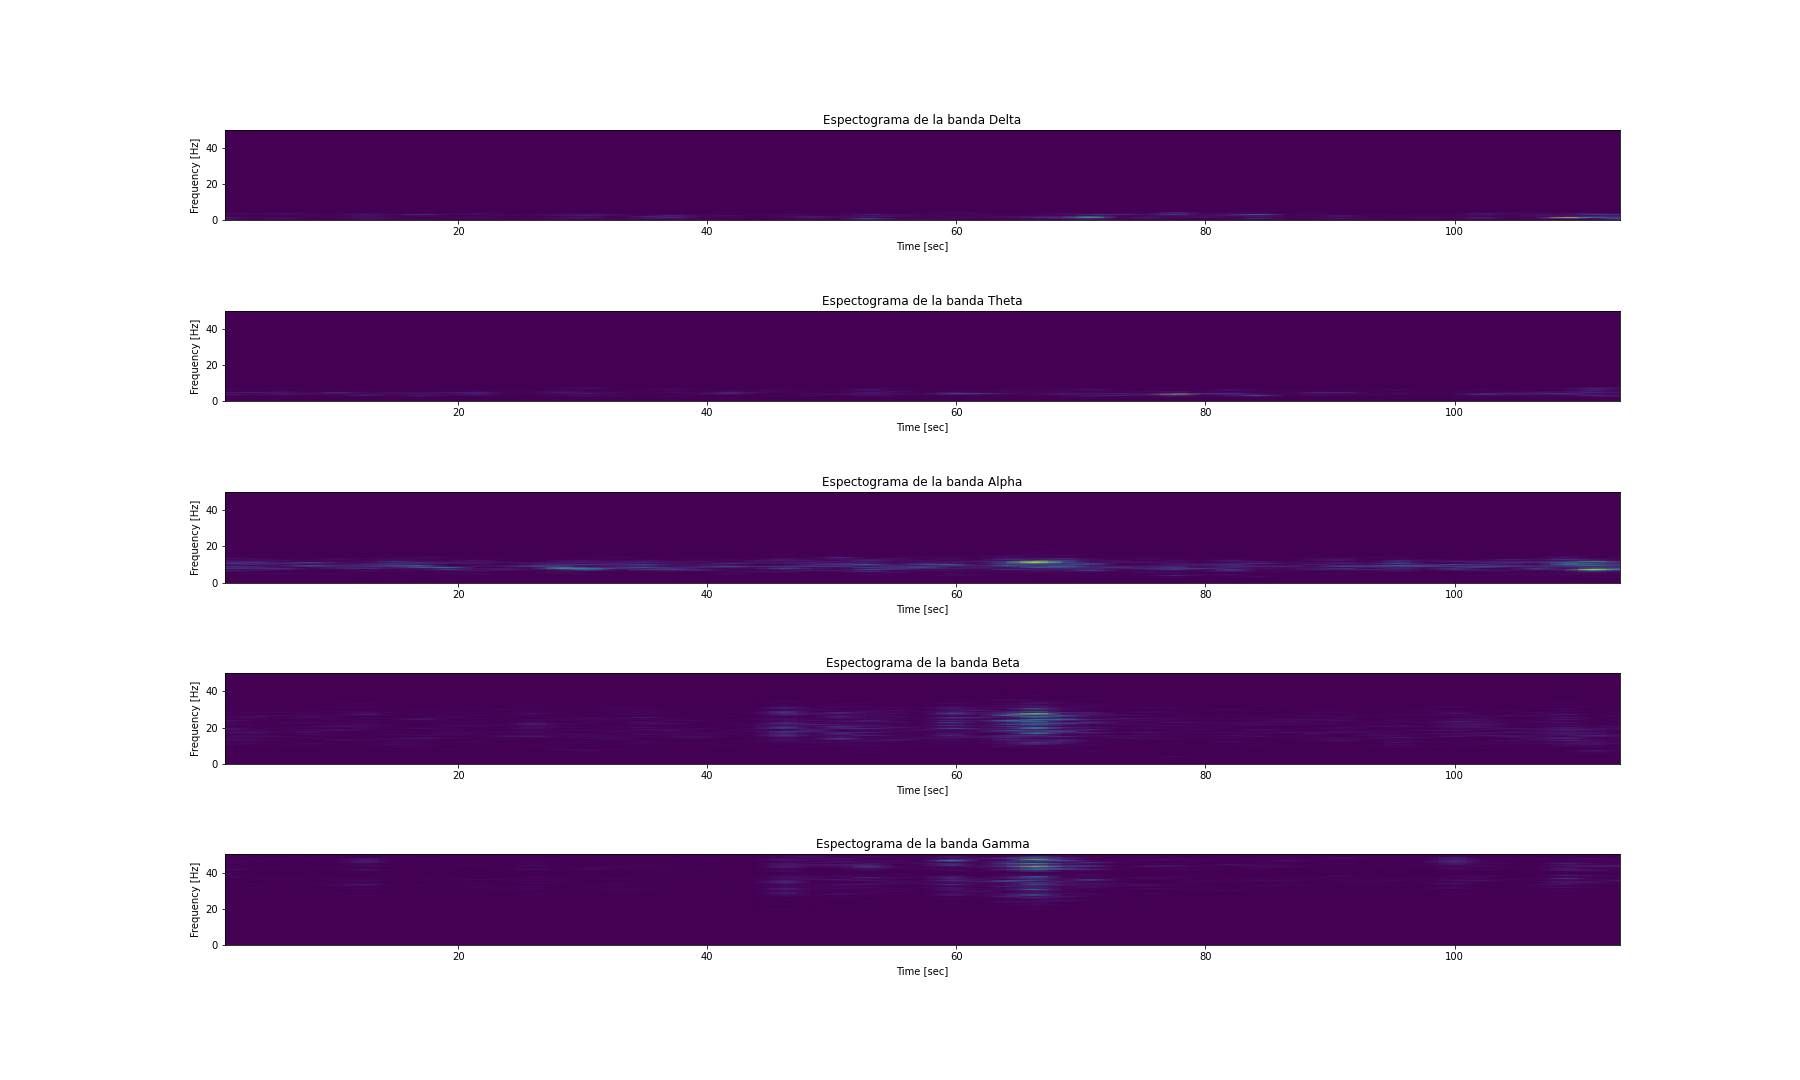 Espectograma de la banda Delta
Frequency [Hz]
40
20
0
20 40 60 80 100
Time [sec]
Espectograma de la banda Theta
Frequency [Hz]
40
20
0
20 40 60 80 100
Time [sec]
Espectograma de la banda Alpha
Frequency [Hz]
40
20
0
20 40 60 80 100
Time [sec]
Espectograma de la banda Beta
Frequency [Hz]
40
20
0
20 40 60 80 100
Time [sec]
Espectograma de la banda Gamma
Frequency [Hz]
40
20
0
20 40 60 80 100
Time [sec]